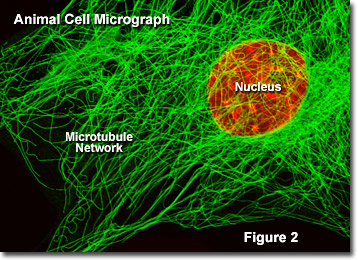 Animal Cell Micrograph
Nucleus
Microtubule
Network
Figure 2